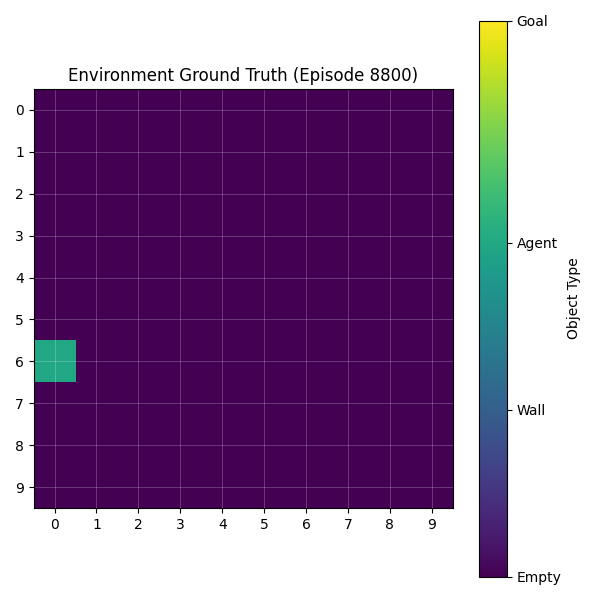 Environment Ground Truth (Episode 8800)
0
1
2
3
4
5
6
7
8
9
0 1 2 3 4 5 6 7 8 9
Goal
Agent
Wall
Empty
Object Type